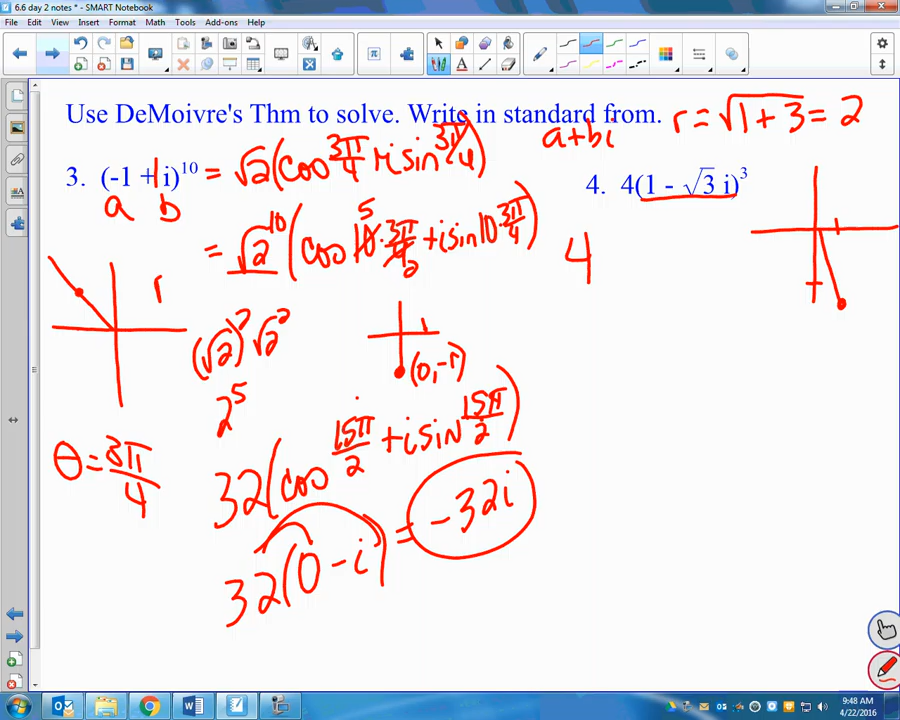 6.6 day 2 notes * - SMART Notebook
File Edit View Insert Format Math Tools Add-ons Help
Use DeMoivre's Thm to solve. Write in standard from.
a+bi
r = √1+3 = 2
3. (-1 + i)¹⁰ = √2(cos 3π/4 + i sin 3π/4)
a b
4. 4(1 - √3 i)³
= √2¹⁰ (cos 10 · 3π/4 + i sin 10 · 3π/4)
5
2
4
r
(√2)² √2²
1
(0, -1)
2⁵
θ = 3π/4
32(cos 15π/2 + i sin 15π/2)
32(0 - i) = -32i
9:48 AM
4/22/2016